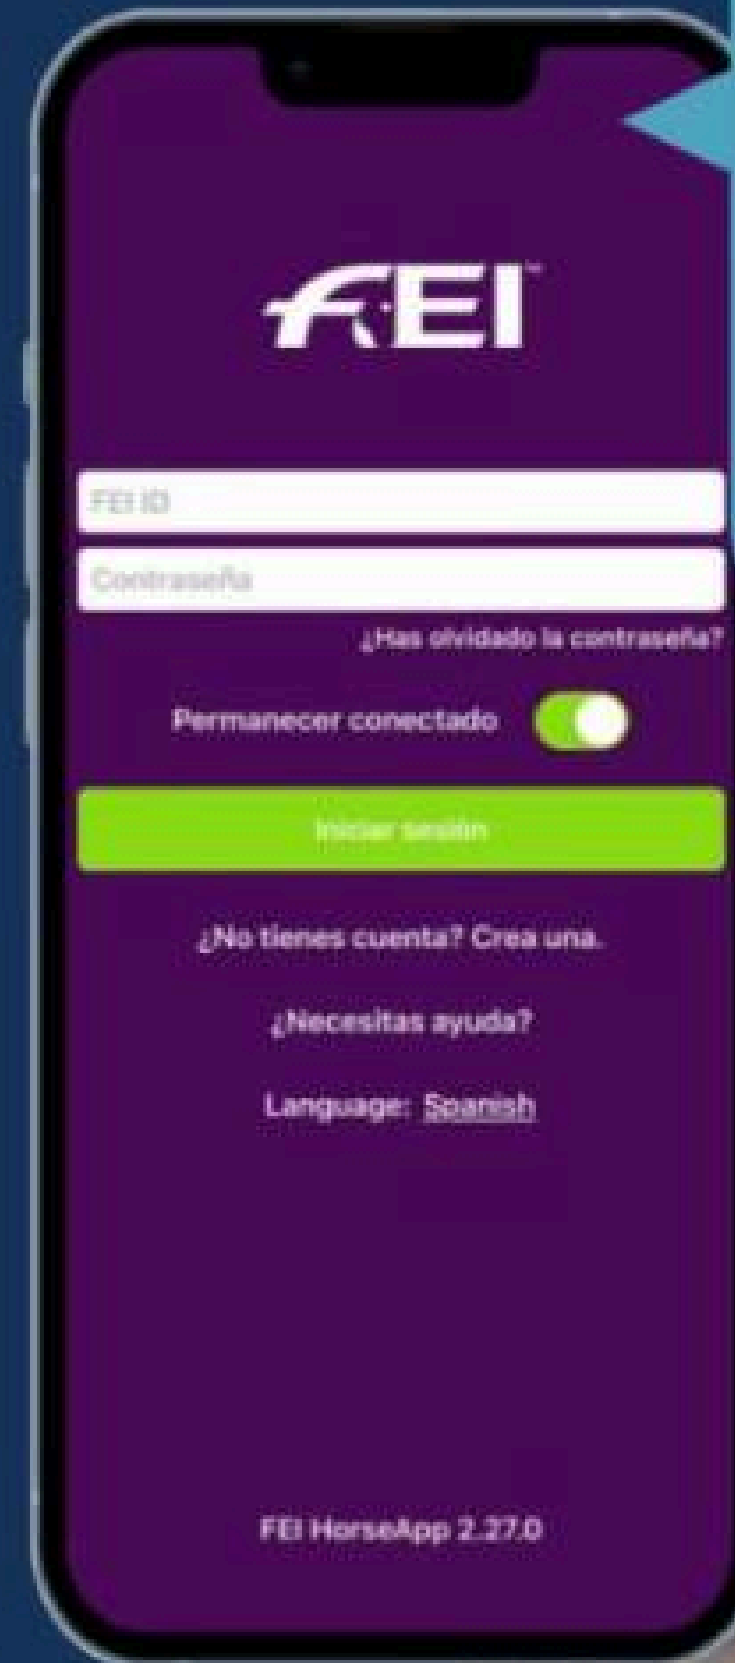 FEI
FEI ID
Contraseña
¿Has olvidado la contraseña?
Permanecer conectado
Iniciar sesión
¿No tienes cuenta? Crea una.
¿Necesitas ayuda?
Language: Spanish
FEI HorseApp 2.27.0